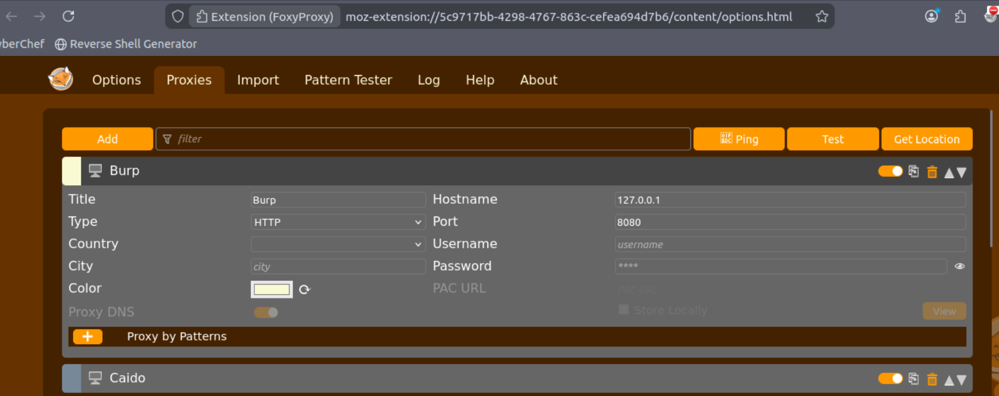 Extension (FoxyProxy) moz-extension://5c9717bb-4298-4767-863c-cefea694d7b6/content/options.html
yberChef Reverse Shell Generator
Options Proxies Import Pattern Tester Log Help About
Add filter Ping Test Get Location
Burp
Title Burp Hostname 127.0.0.1
Type HTTP Port 8080
Country Username username
City city Password ****
Color PAC URL PAC URL
Proxy DNS Store Locally View
Proxy by Patterns
Caido